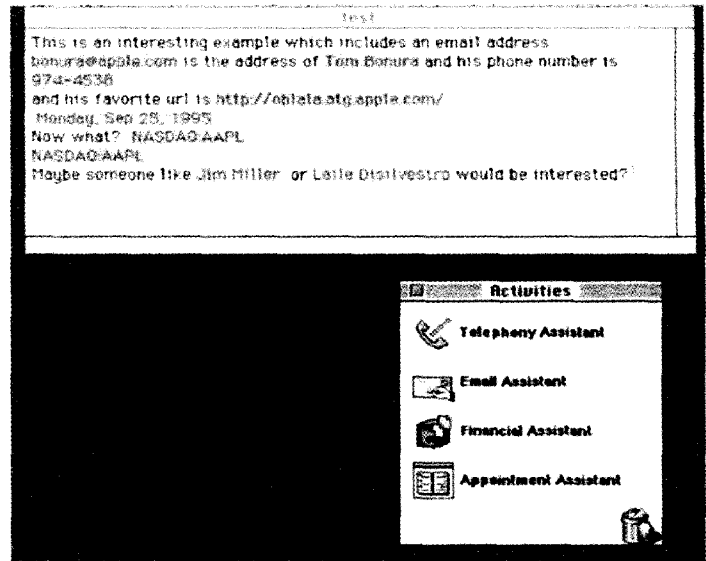 test
This is an interesting example which includes an email address
bonura@apple.com is the address of Tom Bonura and his phone number is
974-4538
and his favorite url is http://oblata.atg.apple.com/
Monday, Sep 25, 1995
Now what? NASDAQ:AAPL
NASDAQ:AAPL
Maybe someone like Jim Miller or Laile Disilvestro would be interested?
Activities
Telephony Assistant
Email Assistant
Financial Assistant
Appointment Assistant